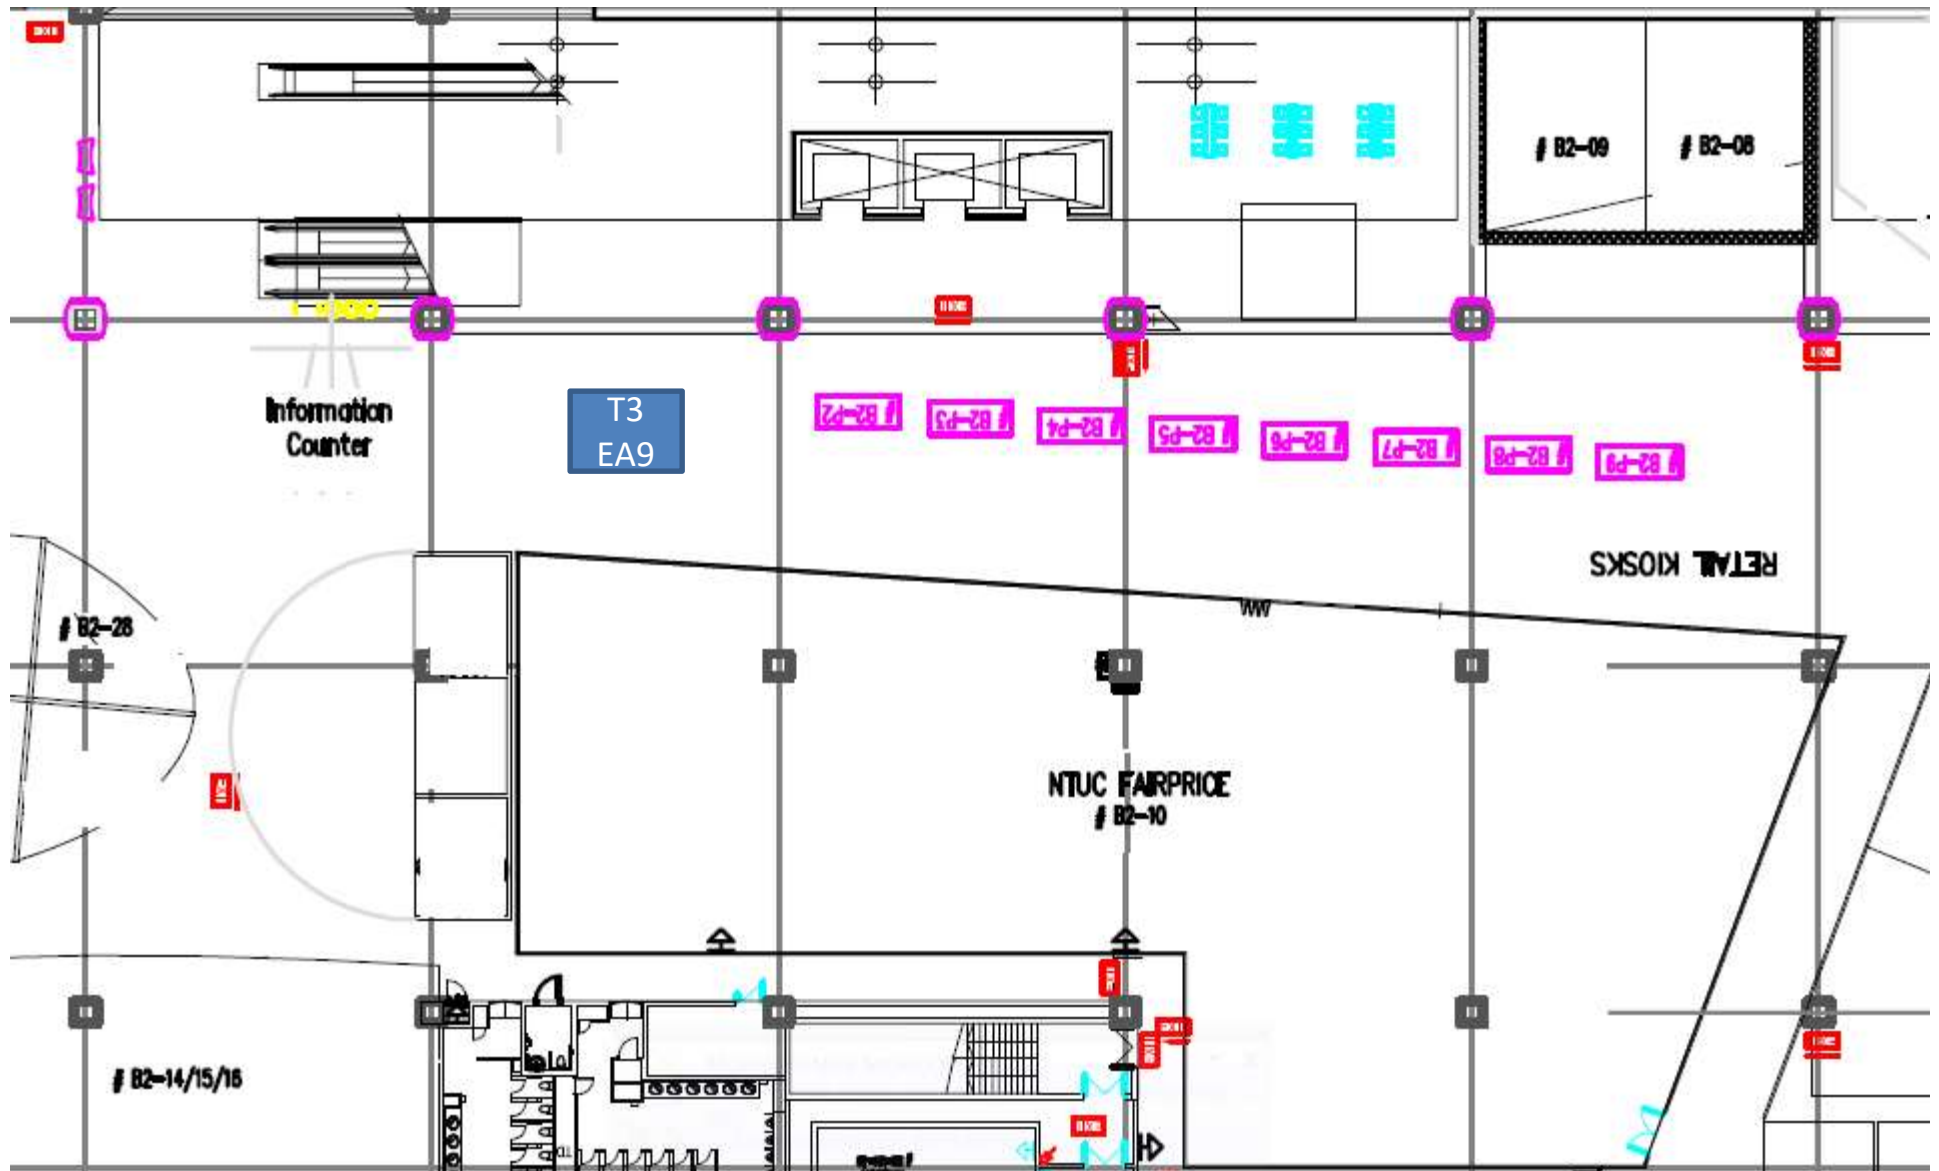 # B2-09
# B2-08
Information
Counter
T3
EA9
# B2-P2
# B2-P3
# B2-P4
# B2-P5
# B2-P6
# B2-P7
# B2-P8
# B2-P9
RETAIL KIOSKS
# B2-28
NTUC FAIRPRICE
# B2-10
# B2-14/15/16